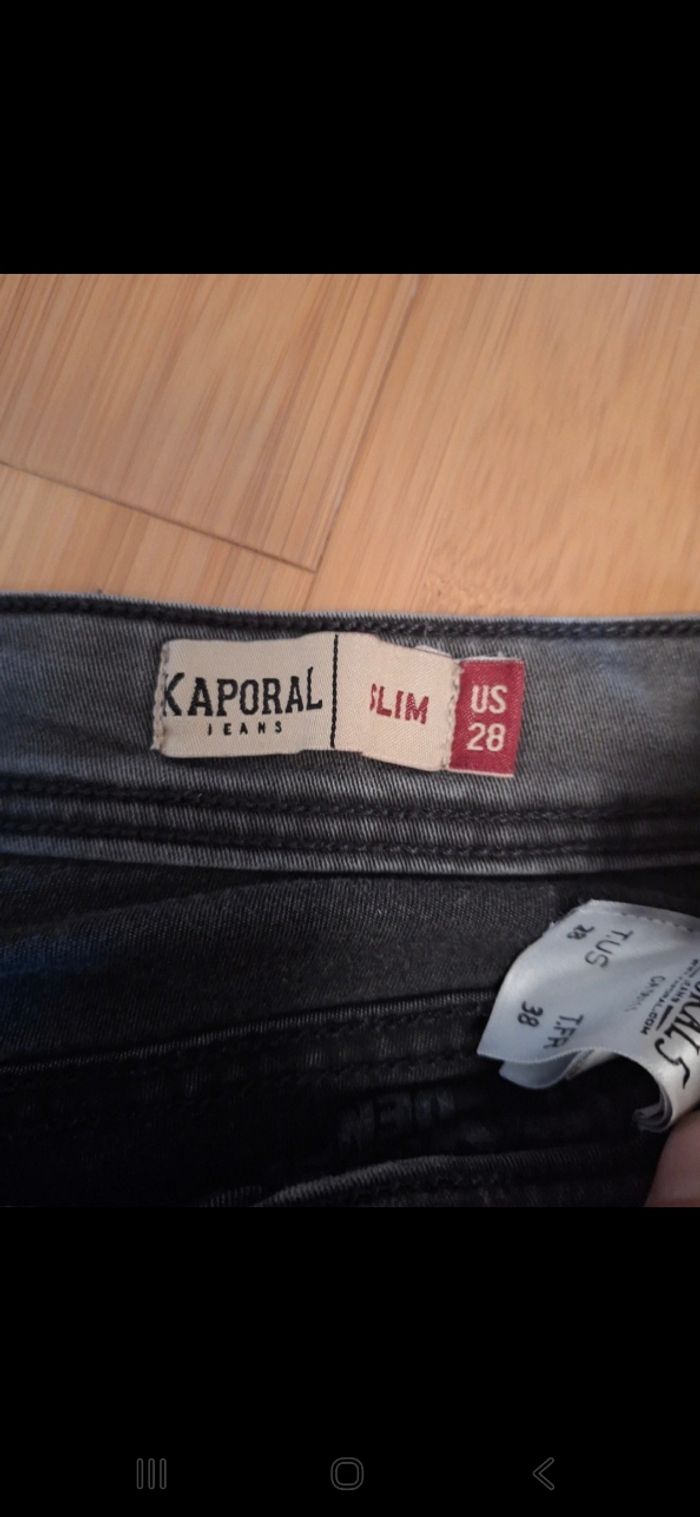 KAPORAL
JEANS
SLIM
US
28
T.US
28
T.FR
38